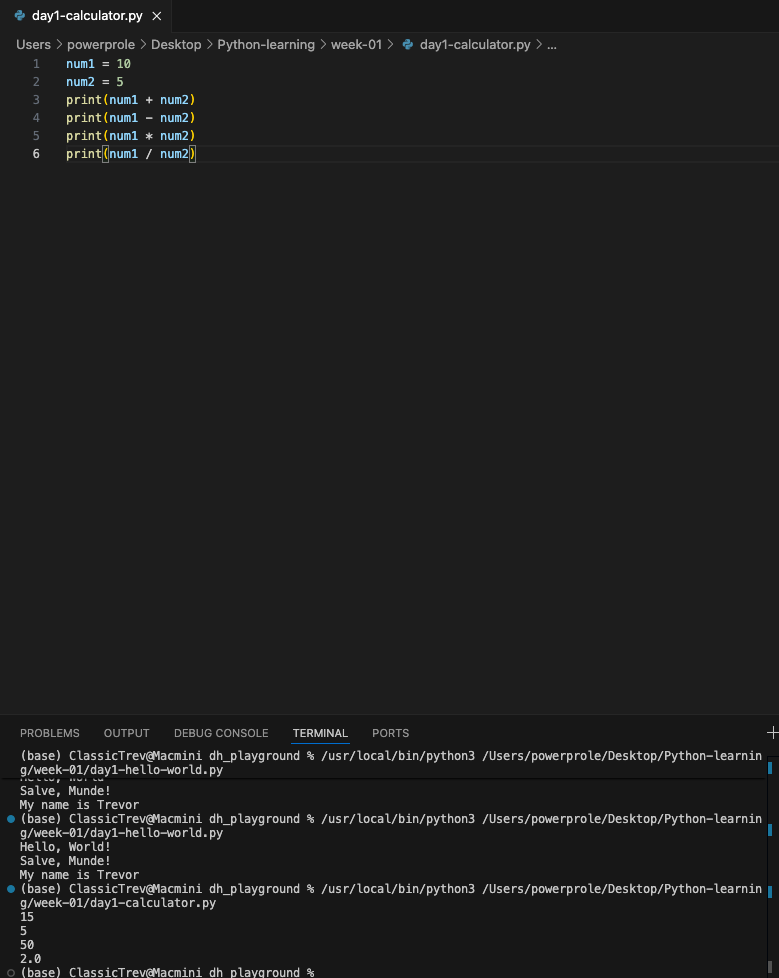 day1-calculator.py
Users > powerprole > Desktop > Python-learning > week-01 > day1-calculator.py > ...
1 num1 = 10
2 num2 = 5
3 print(num1 + num2)
4 print(num1 - num2)
5 print(num1 * num2)
6 print(num1 / num2)
PROBLEMS OUTPUT DEBUG CONSOLE TERMINAL PORTS
(base) ClassicTrev@Macmini dh_playground % /usr/local/bin/python3 /Users/powerprole/Desktop/Python-learnin
g/week-01/day1-hello-world.py
Hello, World
Salve, Munde!
My name is Trevor
(base) ClassicTrev@Macmini dh_playground % /usr/local/bin/python3 /Users/powerprole/Desktop/Python-learnin
g/week-01/day1-hello-world.py
Hello, World!
Salve, Munde!
My name is Trevor
(base) ClassicTrev@Macmini dh_playground % /usr/local/bin/python3 /Users/powerprole/Desktop/Python-learnin
g/week-01/day1-calculator.py
15
5
50
2.0
(base) ClassicTrev@Macmini dh_playground %